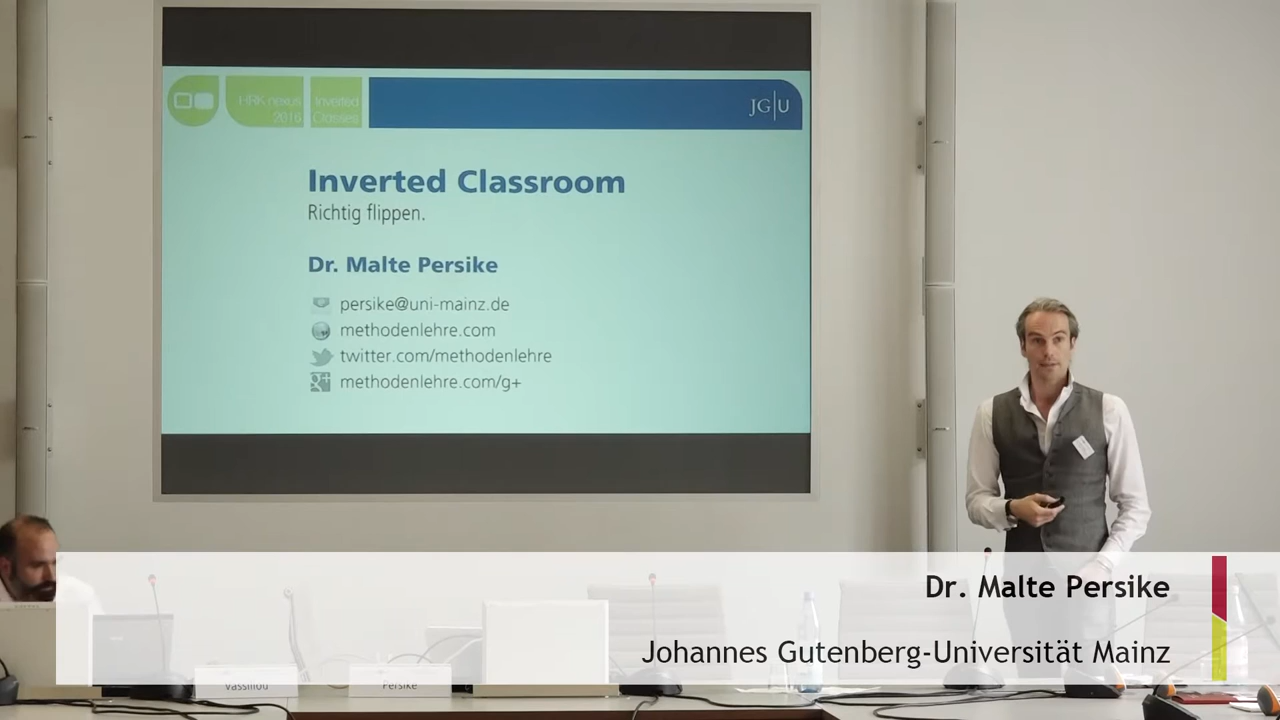 HRK nexus
2016
Inverted
Classes
JG|U
Inverted Classroom
Richtig flippen.
Dr. Malte Persike
persike@uni-mainz.de
methodenlehre.com
twitter.com/methodenlehre
methodenlehre.com/g+
Dr. Malte Persike
Johannes Gutenberg-Universität Mainz
Vassiliou
Persike